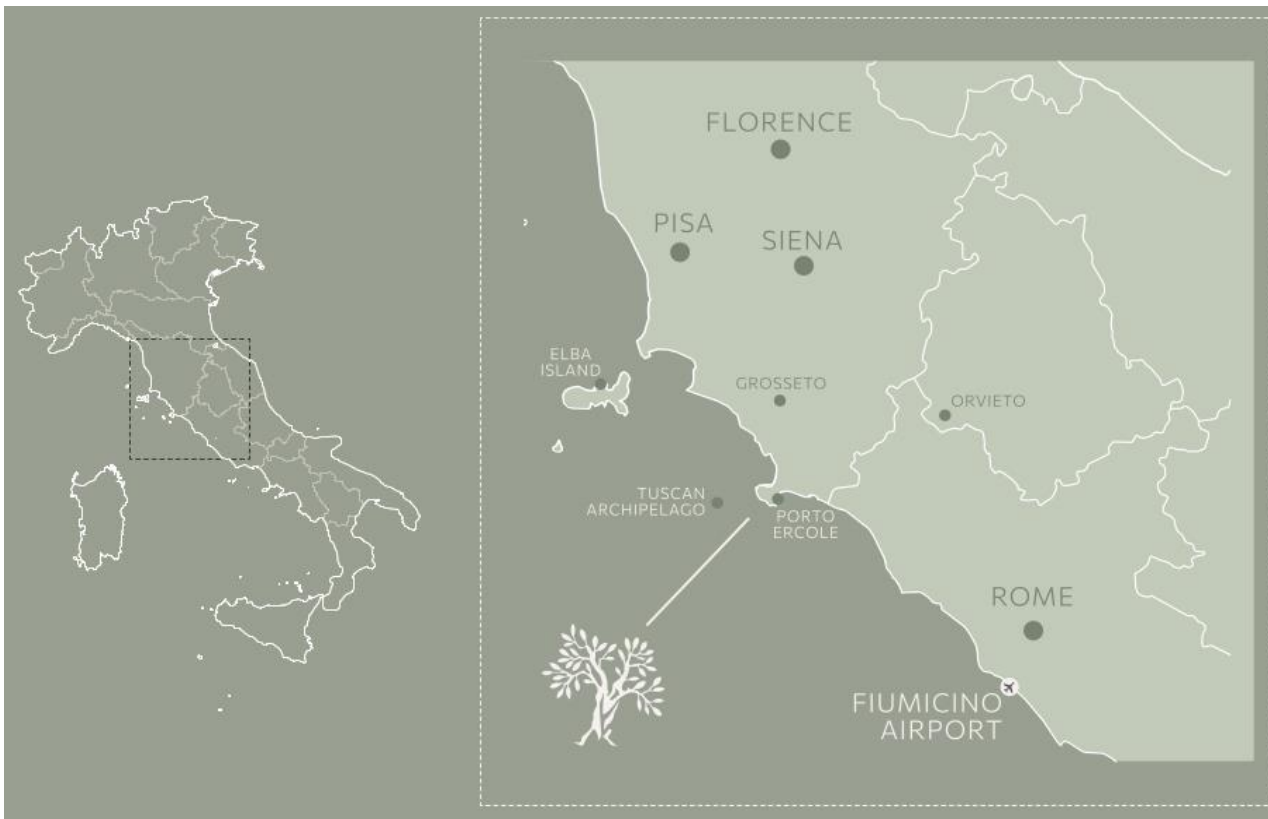 FLORENCE
PISA
SIENA
ELBA
ISLAND
GROSSETO
ORVIETO
TUSCAN
ARCHIPELAGO
PORTO
ERCOLE
ROME
FIUMICINO
AIRPORT